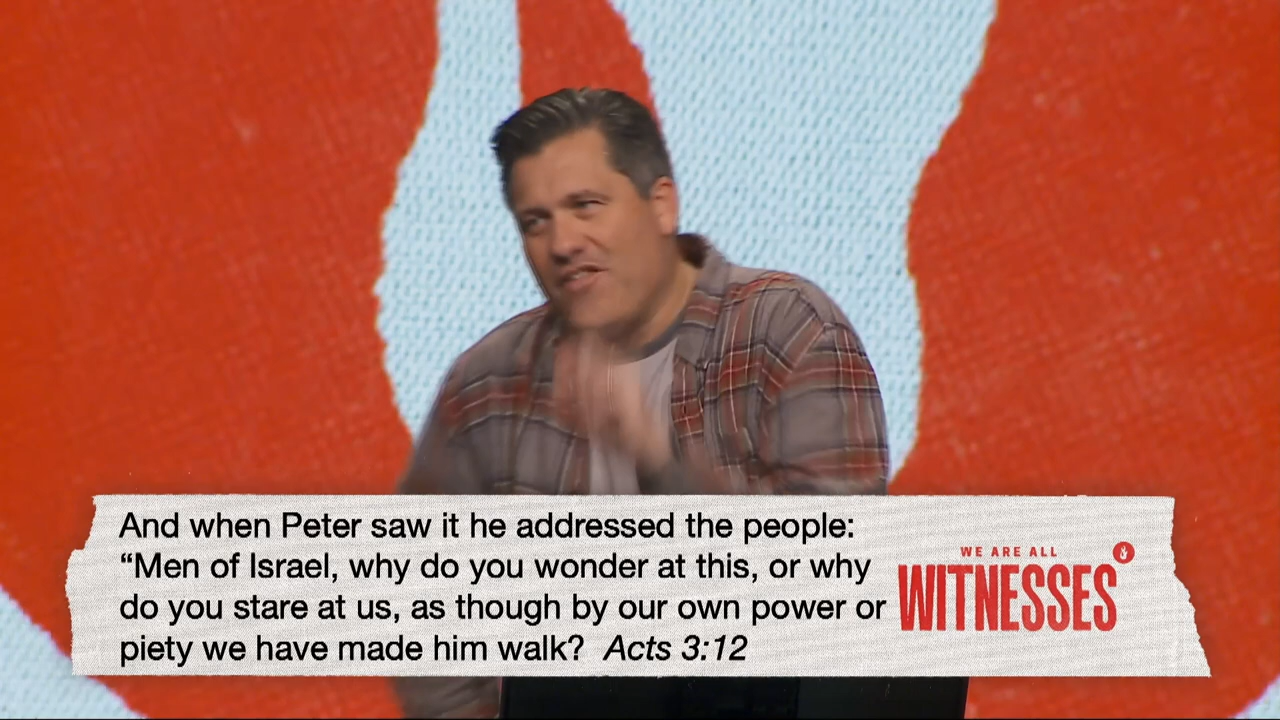 And when Peter saw it he addressed the people:
“Men of Israel, why do you wonder at this, or why
do you stare at us, as though by our own power or
piety we have made him walk?  Acts 3:12
WE ARE ALL
WITNESSES